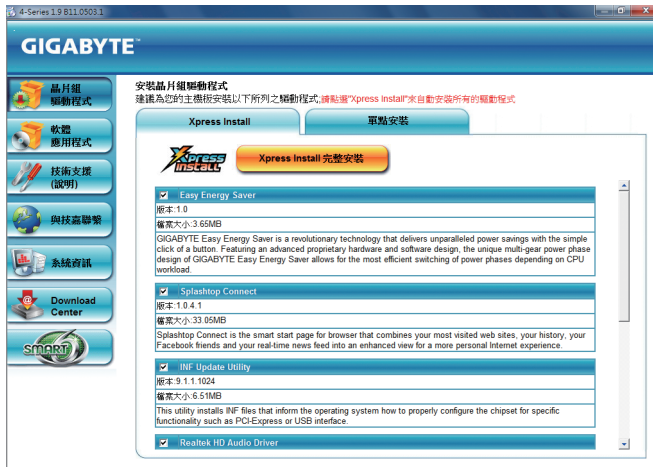 4-Series 1.9 B11.0503.1
GIGABYTE™
晶片組
驅動程式
軟體
應用程式
技術支援
(說明)
與技嘉聯繫
系統資訊
Download
Center
SMART
安裝晶片組驅動程式
建議為您的主機板安裝以下所列之驅動程式;請點選"Xpress Install"來自動安裝所有的驅動程式
Xpress Install
單點安裝
Xpress
INSTALL
Xpress Install 完整安裝
Easy Energy Saver
版本:1.0
檔案大小:3.65MB
GIGABYTE Easy Energy Saver is a revolutionary technology that delivers unparalleled power savings with the simple
click of a button. Featuring an advanced proprietary hardware and software design, the unique multi-gear power phase
design of GIGABYTE Easy Energy Saver allows for the most efficient switching of power phases depending on CPU
workload.
Splashtop Connect
版本:1.0.4.1
檔案大小:33.05MB
Splashtop Connect is the smart start page for browser that combines your most visited web sites, your history, your
Facebook friends and your real-time news feed into an enhanced view for a more personal Internet experience.
INF Update Utility
版本:9.1.1.1024
檔案大小:6.51MB
This utility installs INF files that inform the operating system how to properly configure the chipset for specific
functionality such as PCI-Express or USB interface.
Realtek HD Audio Driver